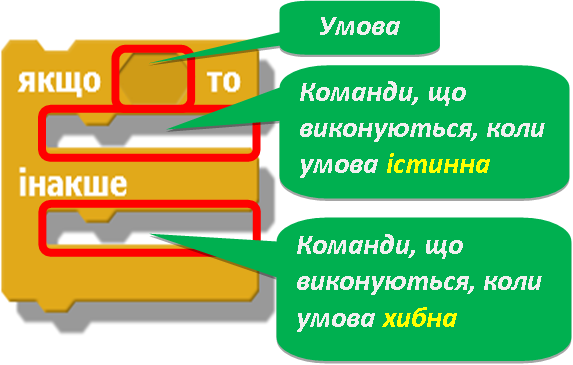 Умова
якщо то
Команди, що
виконуються, коли
умова істинна
інакше
Команди, що
виконуються, коли
умова хибна